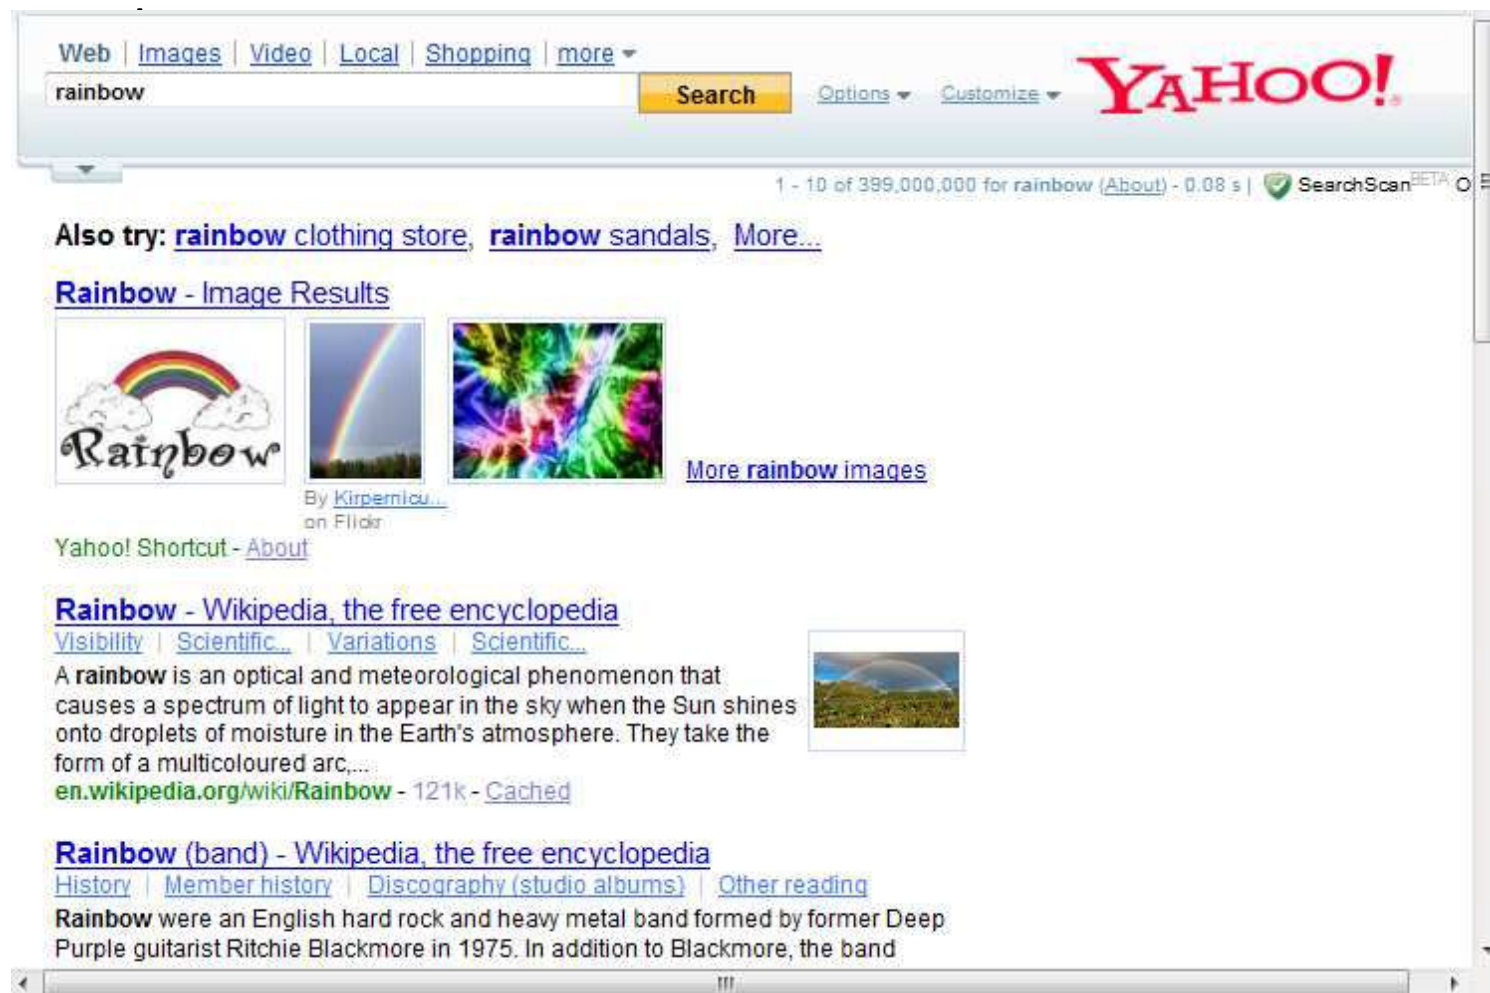 Web | Images | Video | Local | Shopping | more
rainbow
Search
Options
Customize
YAHOO!
1 - 10 of 399,000,000 for rainbow (About) - 0.08 s | SearchScan BETA O
Also try: rainbow clothing store, rainbow sandals, More...
Rainbow - Image Results
Rainbow
More rainbow images
By Kirpernicu...
on Flickr
Yahoo! Shortcut - About
Rainbow - Wikipedia, the free encyclopedia
Visibility | Scientific... | Variations | Scientific...
A rainbow is an optical and meteorological phenomenon that
causes a spectrum of light to appear in the sky when the Sun shines
onto droplets of moisture in the Earth's atmosphere. They take the
form of a multicoloured arc,...
en.wikipedia.org/wiki/Rainbow - 121k - Cached
Rainbow (band) - Wikipedia, the free encyclopedia
History | Member history | Discography (studio albums) | Other reading
Rainbow were an English hard rock and heavy metal band formed by former Deep
Purple guitarist Ritchie Blackmore in 1975. In addition to Blackmore, the band